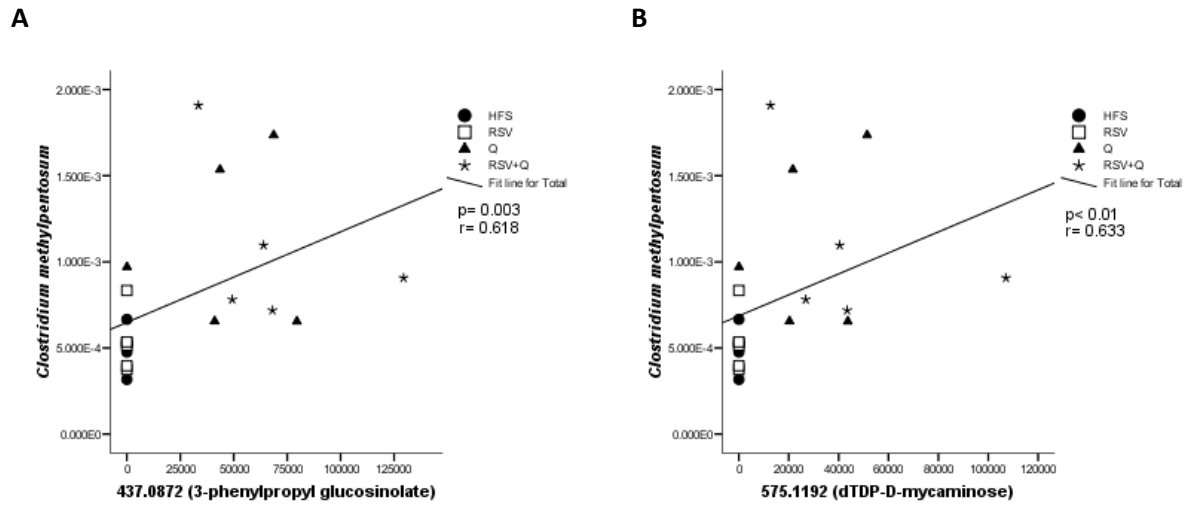 A
Clostridium methylpentosum
2.000E-3
1.500E-3
1.000E-3
5.000E-4
0.000E0
0 25000 50000 75000 100000 125000
437.0872 (3-phenylpropyl glucosinolate)
HFS
RSV
Q
RSV+Q
Fit line for Total
p= 0.003
r= 0.618
B
Clostridium methylpentosum
2.000E-3
1.500E-3
1.000E-3
5.000E-4
0.000E0
0 20000 40000 60000 80000 100000 120000
575.1192 (dTDP-D-mycaminose)
HFS
RSV
Q
RSV+Q
Fit line for Total
p< 0.01
r= 0.633